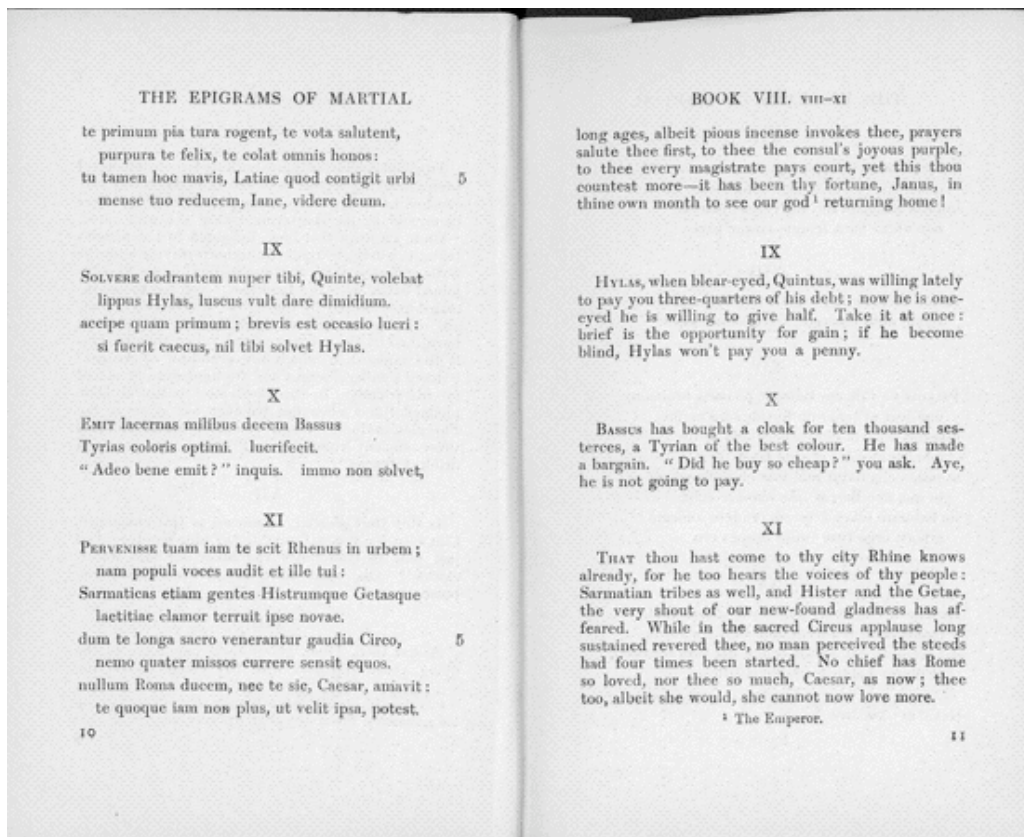 THE EPIGRAMS OF MARTIAL
te primum pia tura rogent, te vota salutent,
purpura te felix, te colat omnis honos:
tu tamen hoc mavis, Latiae quod contigit urbi 5
mense tuo reducem, Iane, videre deum.
IX
SOLVERE dodrantem nuper tibi, Quinte, volebat
lippus Hylas, luscus vult dare dimidium.
accipe quam primum; brevis est occasio lucri:
si fuerit caecus, nil tibi solvet Hylas.
X
EMIT lacernas milibus decem Bassus
Tyrias coloris optimi. lucrifecit.
"Adeo bene emit?" inquis. immo non solvet,
XI
PERVENISSE tuam iam te scit Rhenus in urbem;
nam populi voces audit et ille tui:
Sarmaticas etiam gentes Histrumque Getasque
laetitiae clamor terruit ipse novae.
dum te longa sacro venerantur gaudia Circo, 5
nemo quater missos currere sensit equos.
nullum Roma ducem, nec te sic, Caesar, amavit:
te quoque iam non plus, ut velit ipsa, potest.
10
BOOK VIII. VIII–XI
long ages, albeit pious incense invokes thee, prayers
salute thee first, to thee the consul's joyous purple,
to thee every magistrate pays court, yet this thou
countest more—it has been thy fortune, Janus, in
thine own month to see our god¹ returning home!
IX
HYLAS, when blear-eyed, Quintus, was willing lately
to pay you three-quarters of his debt; now he is one-
eyed he is willing to give half. Take it at once:
brief is the opportunity for gain; if he become
blind, Hylas won't pay you a penny.
X
BASSUS has bought a cloak for ten thousand ses-
terces, a Tyrian of the best colour. He has made
a bargain. "Did he buy so cheap?" you ask. Aye,
he is not going to pay.
XI
THAT thou hast come to thy city Rhine knows
already, for he too hears the voices of thy people:
Sarmatian tribes as well, and Hister and the Getae,
the very shout of our new-found gladness has af-
feared. While in the sacred Circus applause long
sustained revered thee, no man perceived the steeds
had four times been started. No chief has Rome
so loved, nor thee so much, Caesar, as now; thee
too, albeit she would, she cannot now love more.
¹ The Emperor.
11